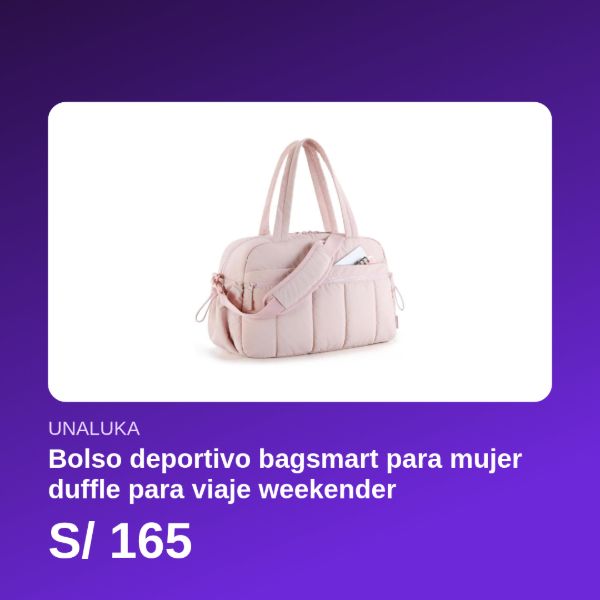 UNALUKA
Bolso deportivo bagsmart para mujer
duffle para viaje weekender
S/ 165